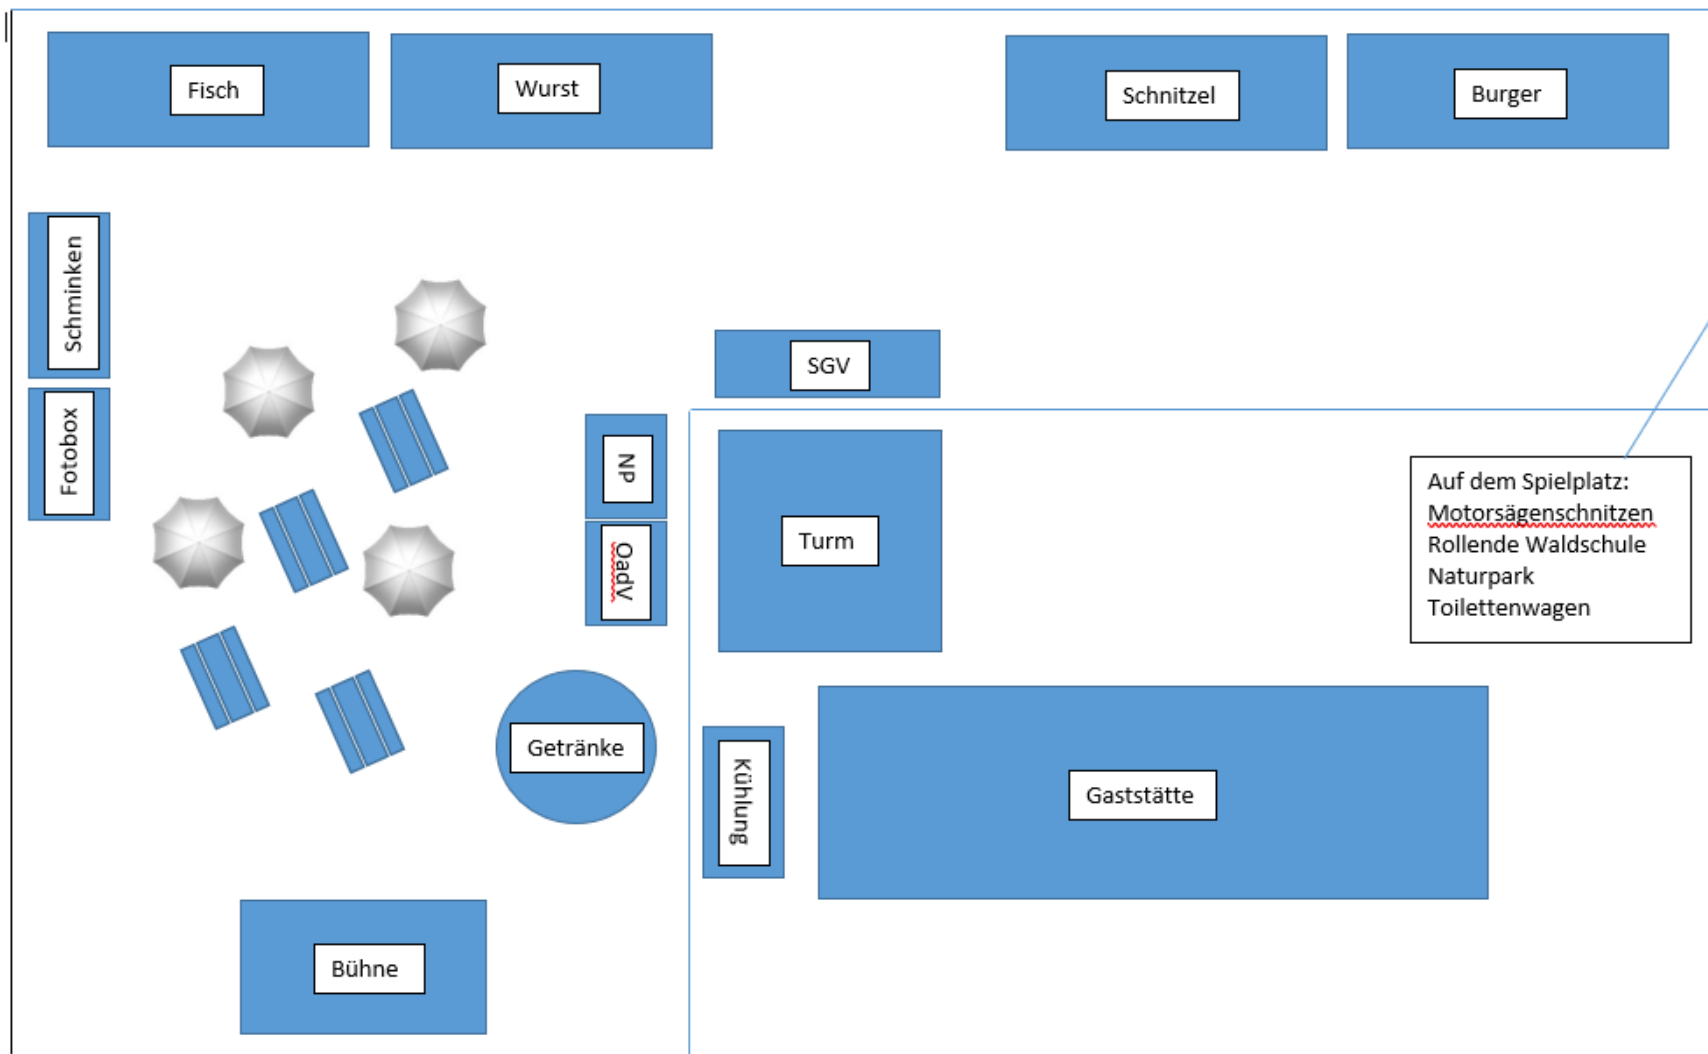 Fisch
Wurst
Schnitzel
Burger
Schminken
Fotobox
SGV
NP
OadV
Turm
Auf dem Spielplatz:
Motorsägenschnitzen
Rollende Waldschule
Naturpark
Toilettenwagen
Getränke
Kühlung
Gaststätte
Bühne